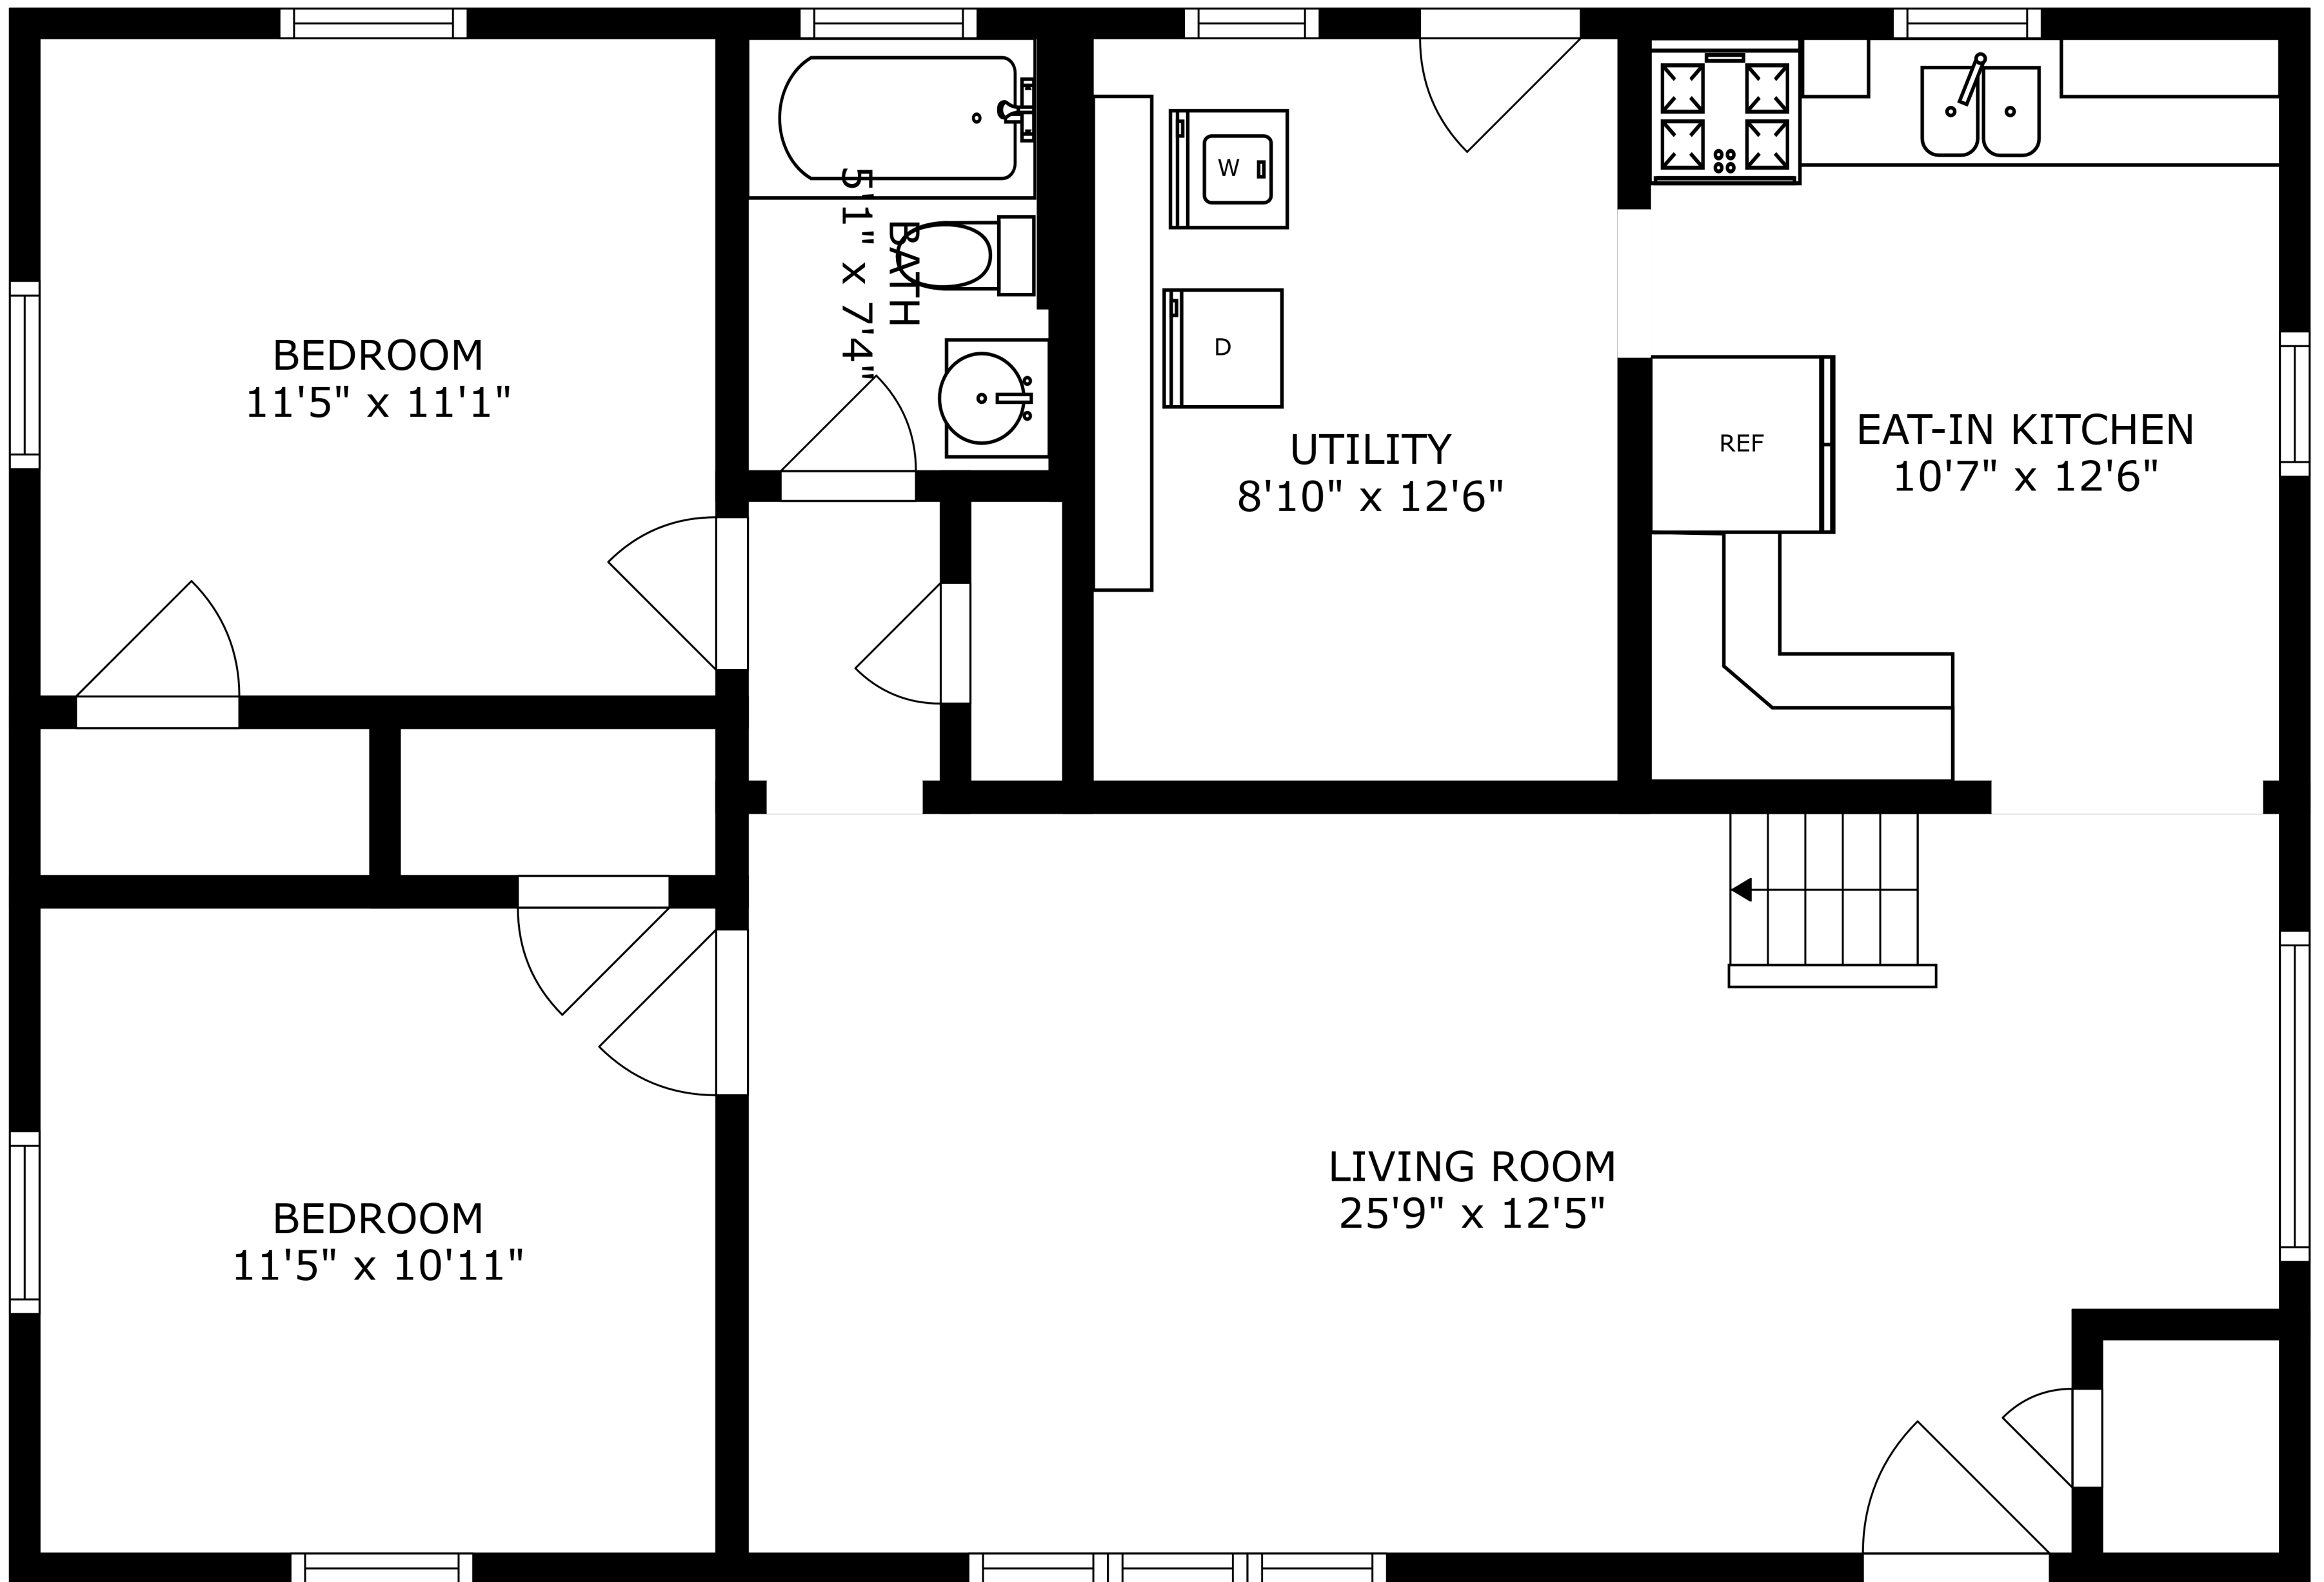 BEDROOM
11'5" x 11'1"
BATH
5'1" x 7'4"
W
D
UTILITY
8'10" x 12'6"
REF
EAT-IN KITCHEN
10'7" x 12'6"
LIVING ROOM
25'9" x 12'5"
BEDROOM
11'5" x 10'11"